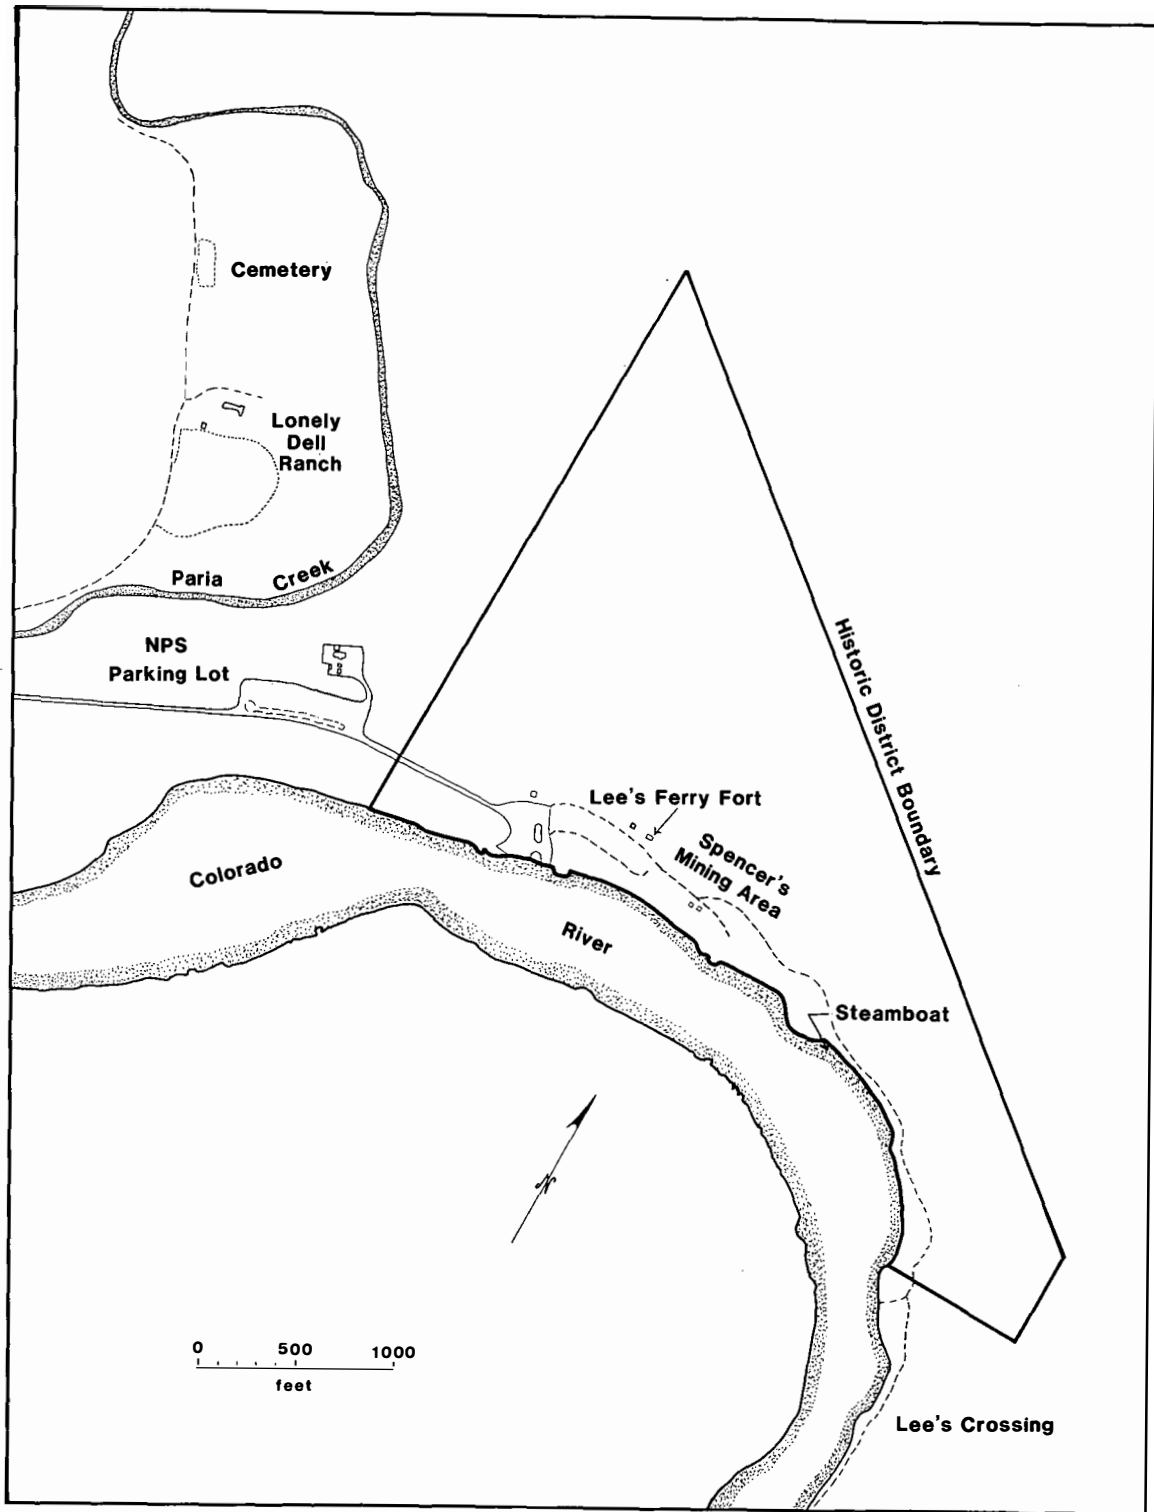 Cemetery
Lonely
Dell
Ranch
Paria Creek
NPS
Parking Lot
Historic District Boundary
Lee's Ferry Fort
Spencer's
Mining Area
Colorado
River
Steamboat
N
0 500 1000
feet
Lee's Crossing